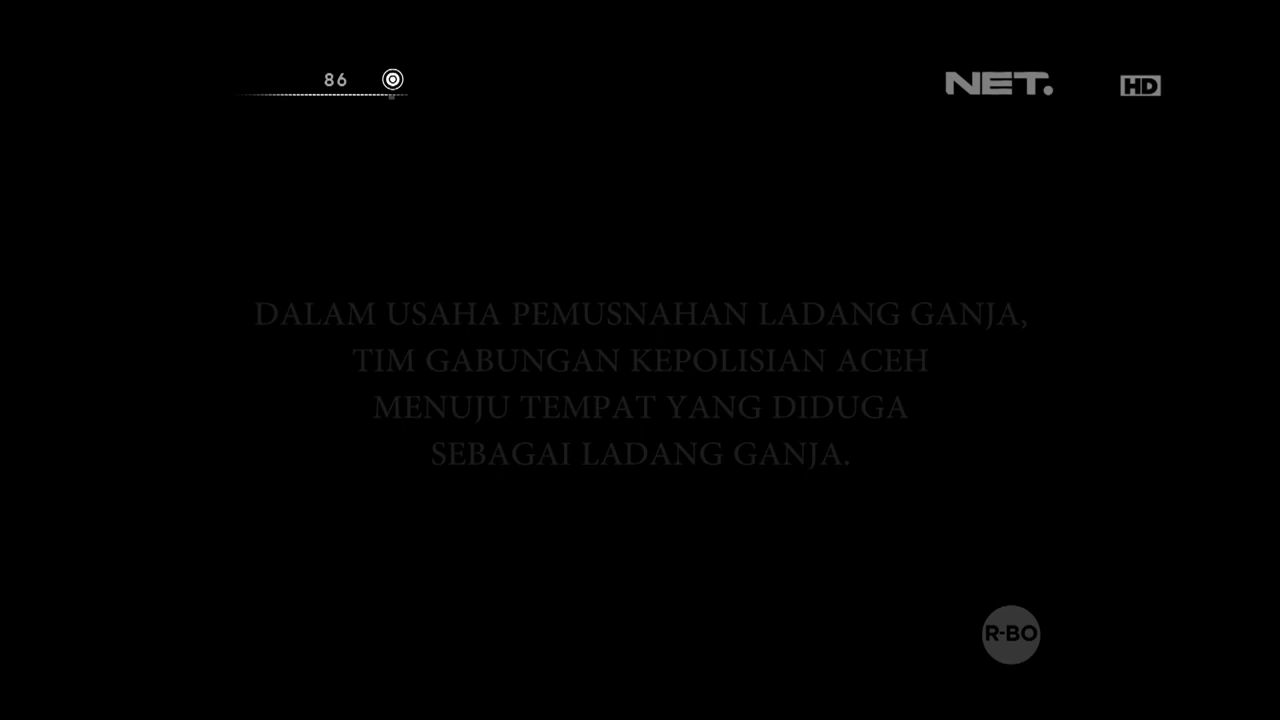 86
NET.
HD
DALAM USAHA PEMUSNAHAN LADANG GANJA,
TIM GABUNGAN KEPOLISIAN ACEH
MENUJU TEMPAT YANG DIDUGA
SEBAGAI LADANG GANJA.
R-BO